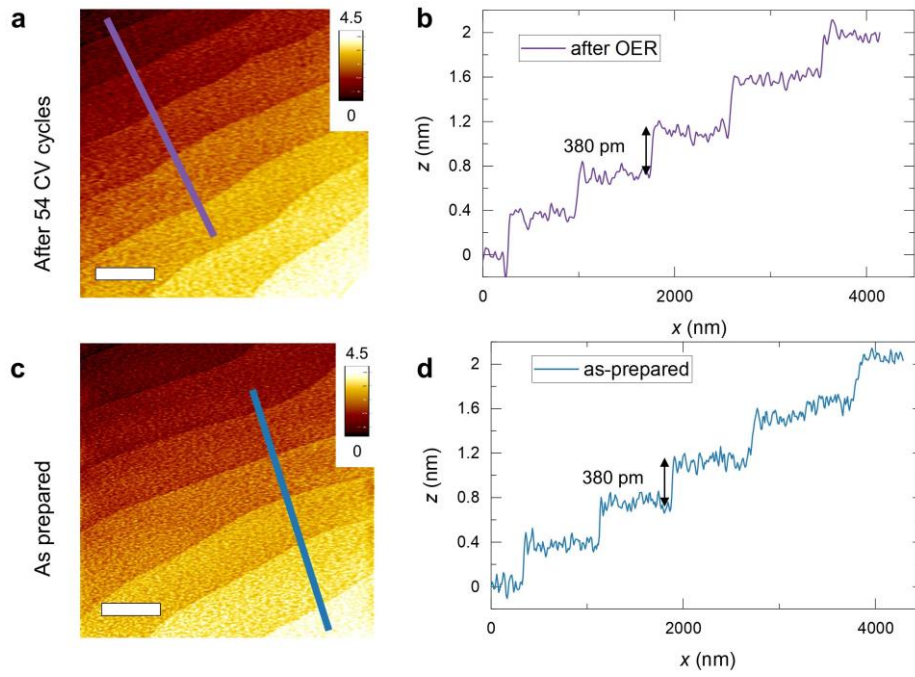 a
After 54 CV cycles
4.5
0
b
z (nm)
2
1.6
1.2
0.8
0.4
0
after OER
380 pm
0
2000
4000
x (nm)
c
As prepared
4.5
0
d
z (nm)
2
1.6
1.2
0.8
0.4
0
as-prepared
380 pm
0
2000
4000
x (nm)